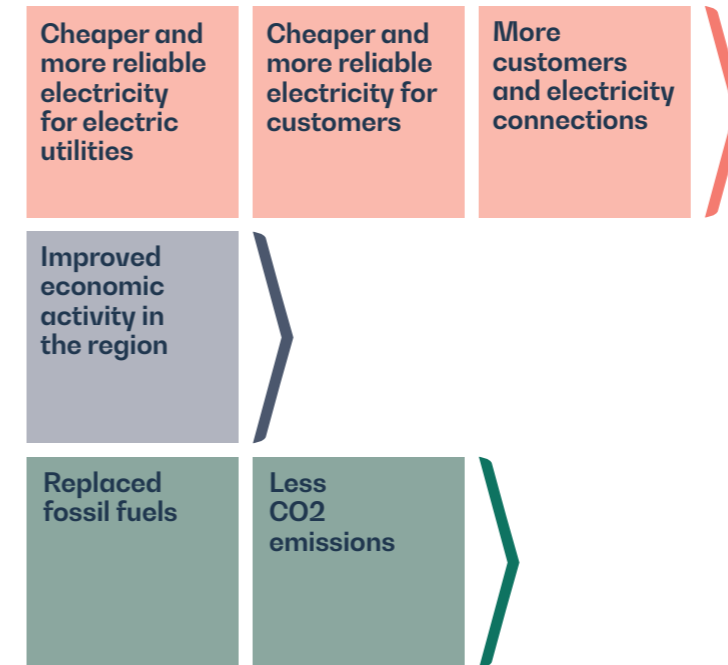 Cheaper and
more reliable
electricity
for electric
utilities
Cheaper and
more reliable
electricity for
customers
More
customers
and electricity
connections
Improved
economic
activity in
the region
Replaced
fossil fuels
Less
CO2
emissions